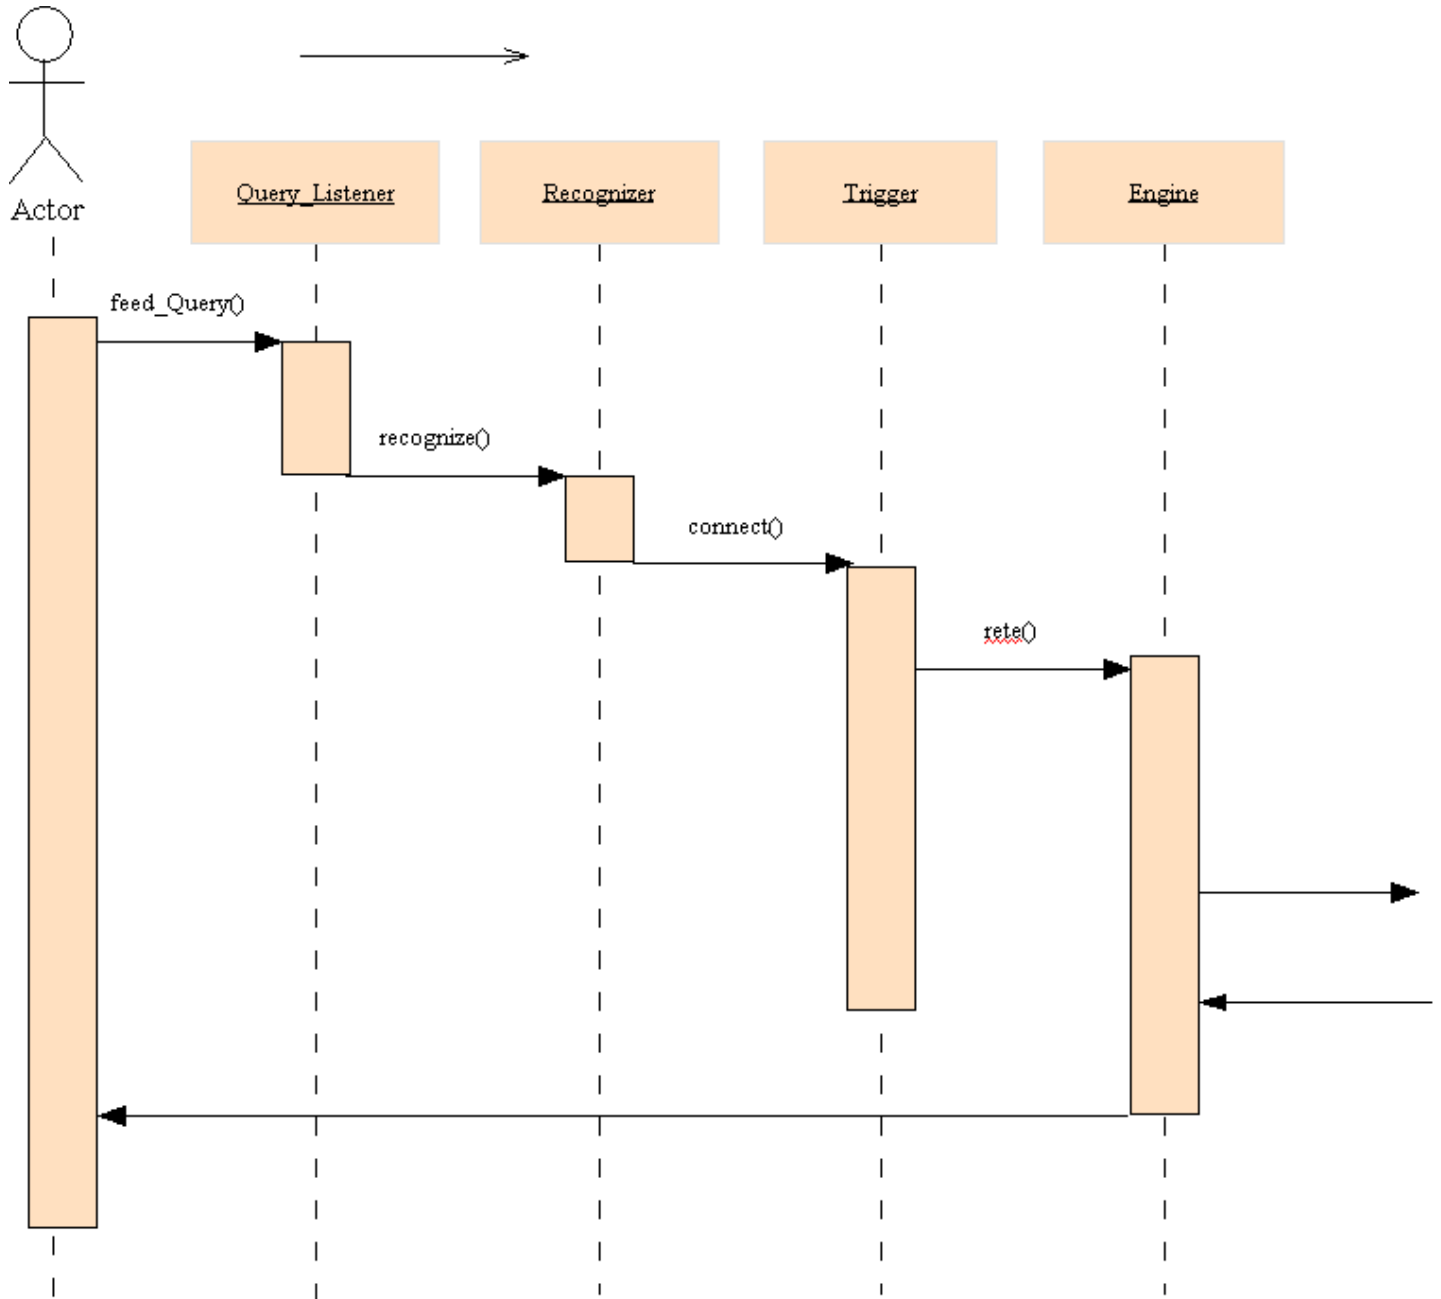 Actor
Query_Listener
Recognizer
Trigger
Engine
feed_Query()
recognize()
connect()
rete()